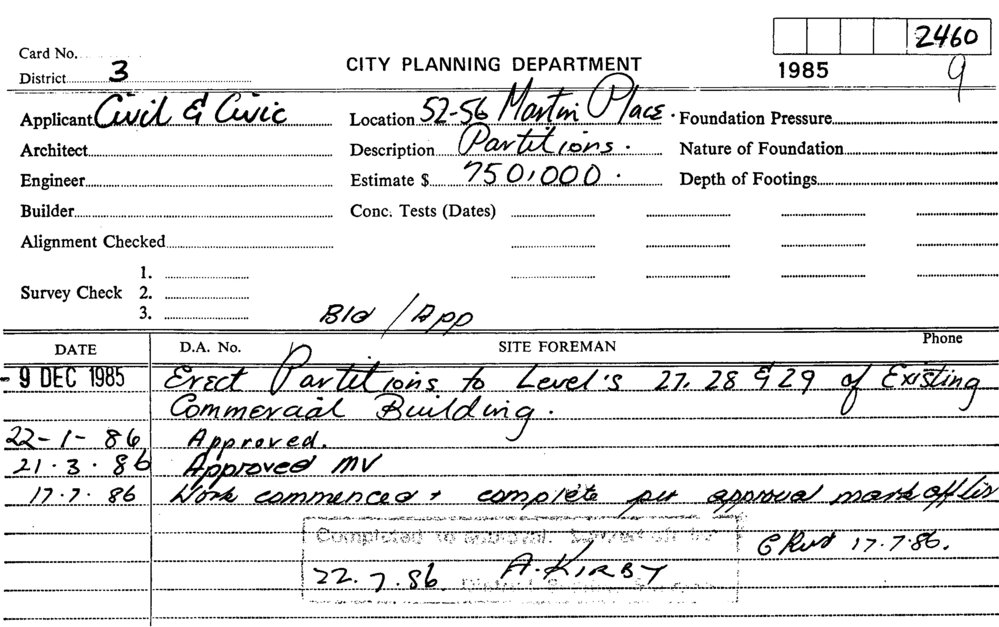 2460
Card No.
District 3
CITY PLANNING DEPARTMENT
1985 9
Applicant Civil & Civic
Location 52-56 Martin Place.
Foundation Pressure
Architect
Description Partitions.
Nature of Foundation
Engineer
Estimate $ 750,000.
Depth of Footings
Builder
Conc. Tests (Dates)
Alignment Checked
1.
Survey Check 2.
3.
Bld/App
DATE D.A. No. SITE FOREMAN Phone
- 9 DEC 1985 Erect Partitions to Level's 27, 28 & 29 of Existing
Commercial Building.
22-1-86 Approved.
21.3.86 Approved MV
17.7.86 Work commenced + complete per approval mark off
Completed to
17.7.86.
22.7.86. A. KIRBY